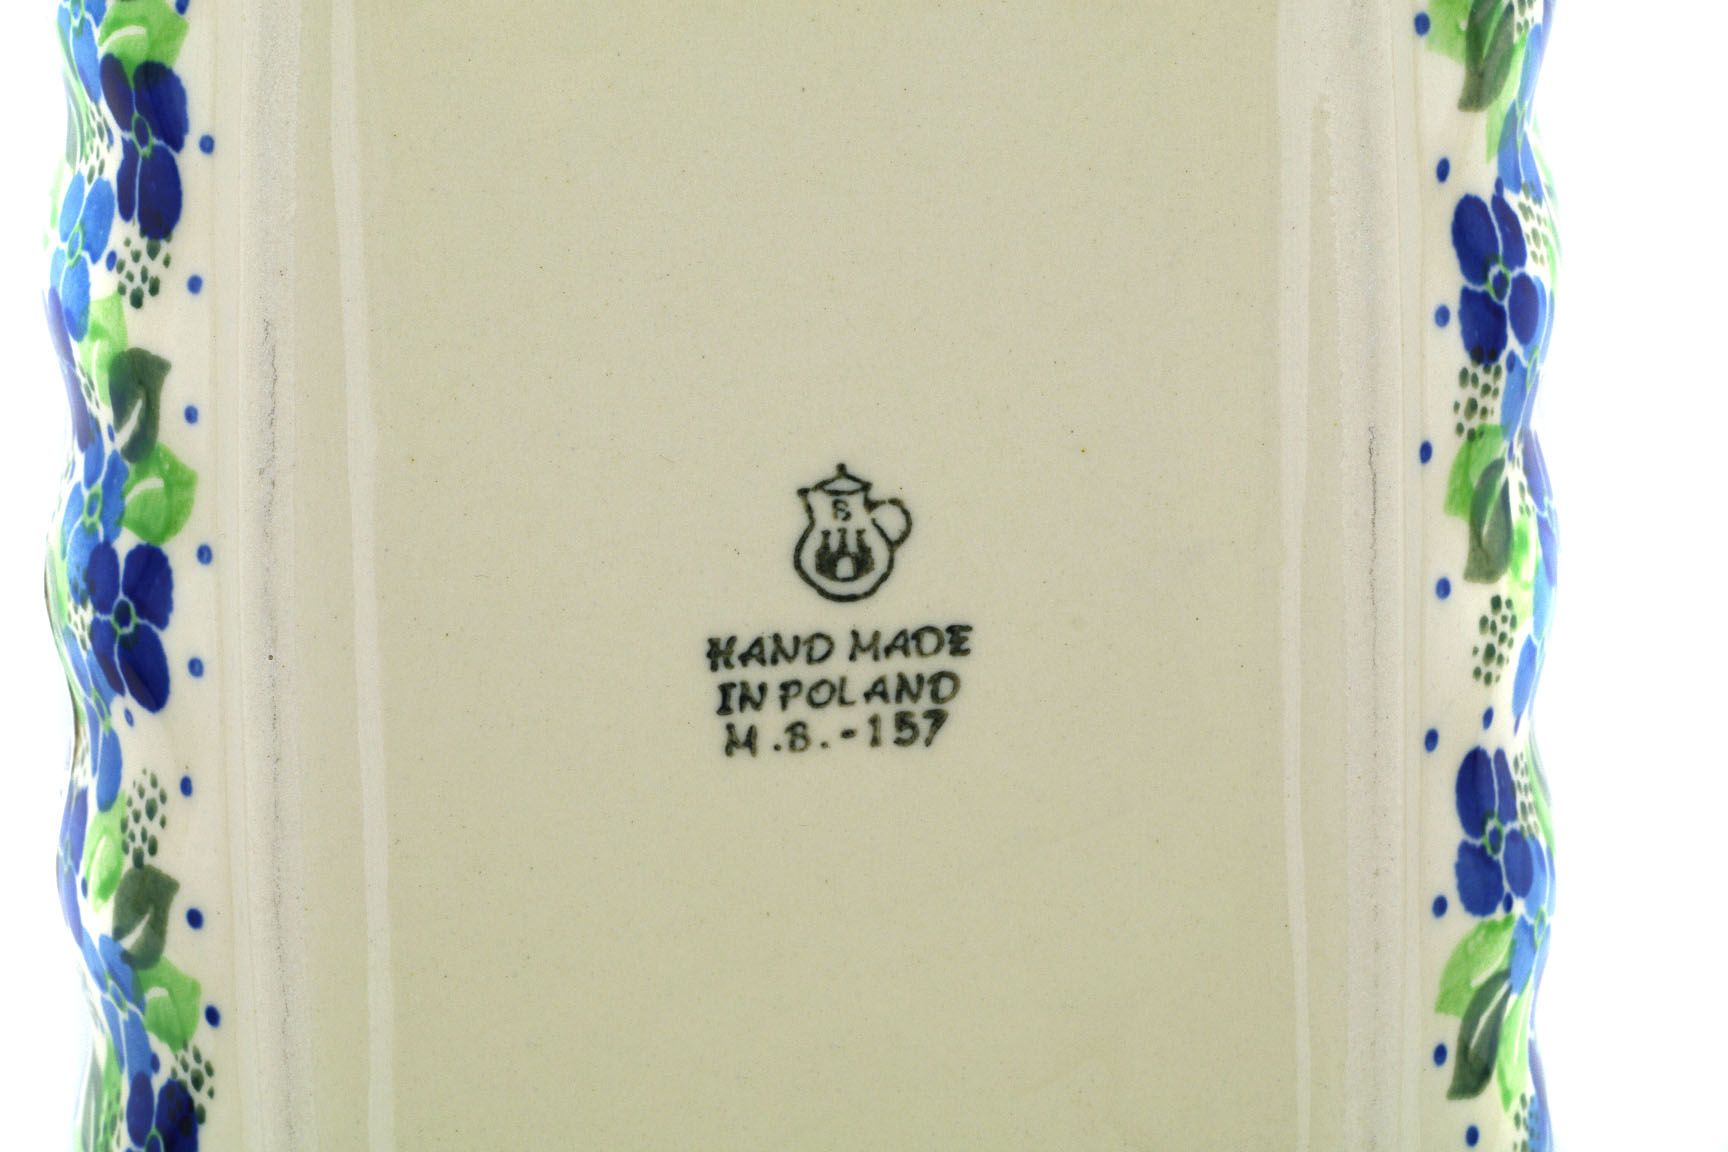 B
HAND MADE
IN POLAND
M.B.-157